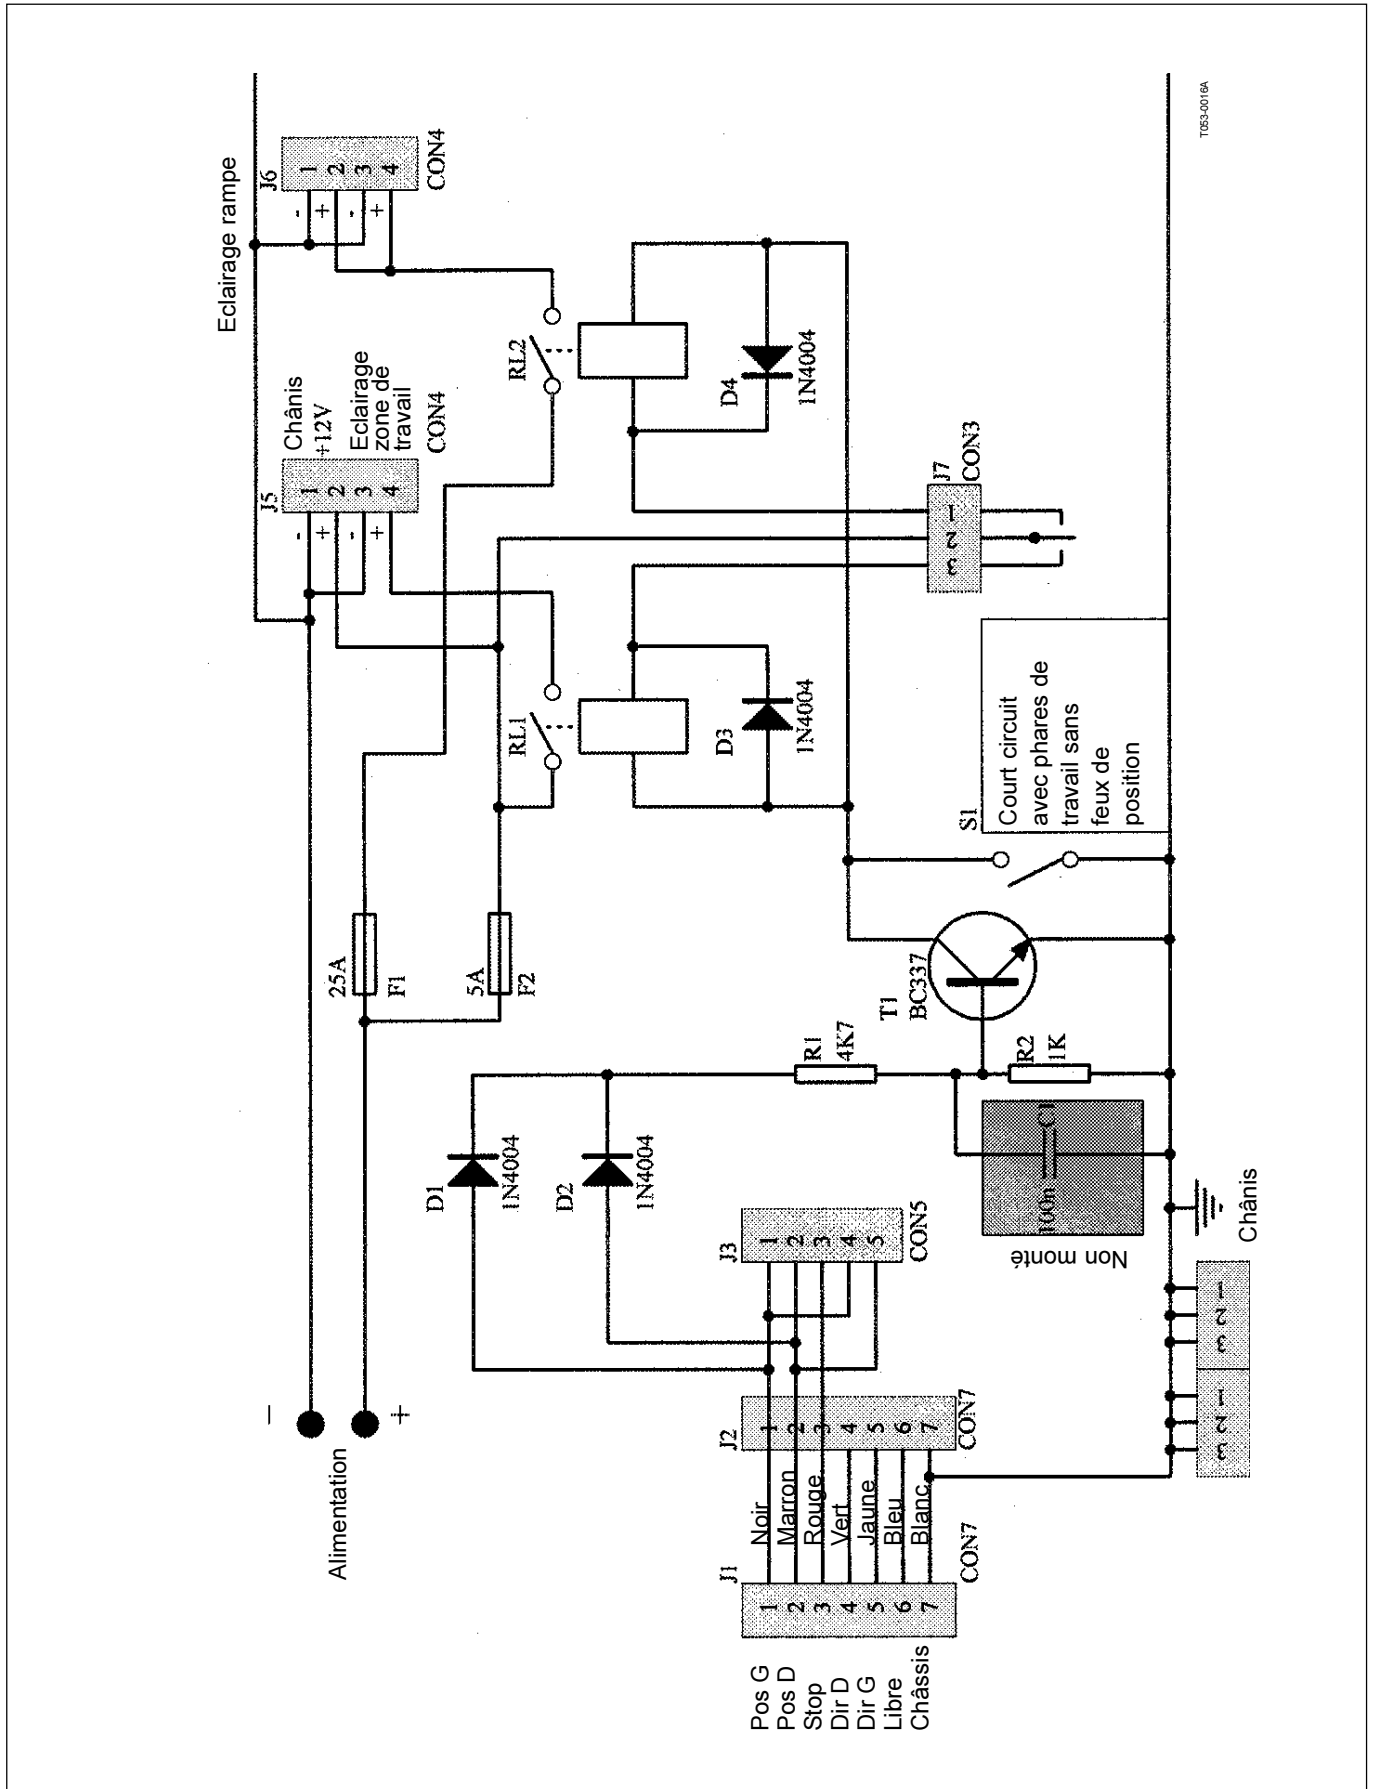 Eclairage rampe
J6
1
2
3
4
-
+
-
+
CON4
J5
Chânis
+12V
Eclairage
zone de
travail
1
2
3
4
-
+
-
+
CON4
RL2
D4
1N4004
J7
CON3
1
2
3
RL1
D3
1N4004
S1
Court circuit
avec phares de
travail sans
feux de
position
25A
F1
5A
F2
T1
BC337
R1
4K7
R2
1K
D1
1N4004
D2
1N4004
100n
C1
Non monté
Chânis
J3
1
2
3
4
5
CON5
-
+
Alimentation
J2
1
2
3
4
5
6
7
CON7
Noir
Marron
Rouge
Vert
Jaune
Bleu
Blanc
J1
1
2
3
4
5
6
7
CON7
Pos G
Pos D
Stop
Dir D
Dir G
Libre
Châssis
3
2
1
3
2
1
T053-0016A